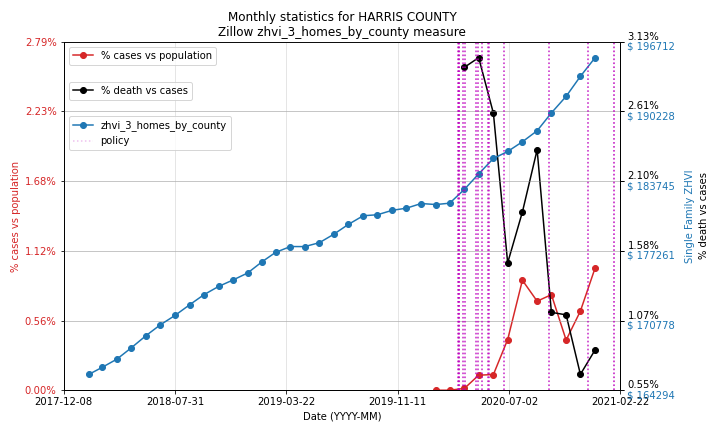 Monthly statistics for HARRIS COUNTY
Zillow zhvi_3_homes_by_county measure
% cases vs population
% death vs cases
zhvi_3_homes_by_county
policy
2.79%
2.23%
1.68%
1.12%
0.56%
0.00%
% cases vs population
3.13%
$ 196712
2.61%
$ 190228
2.10%
$ 183745
1.58%
$ 177261
1.07%
$ 170778
0.55%
$ 164294
Single Family ZHVI
% death vs cases
2017-12-08
2018-07-31
2019-03-22
2019-11-11
2020-07-02
2021-02-22
Date (YYYY-MM)